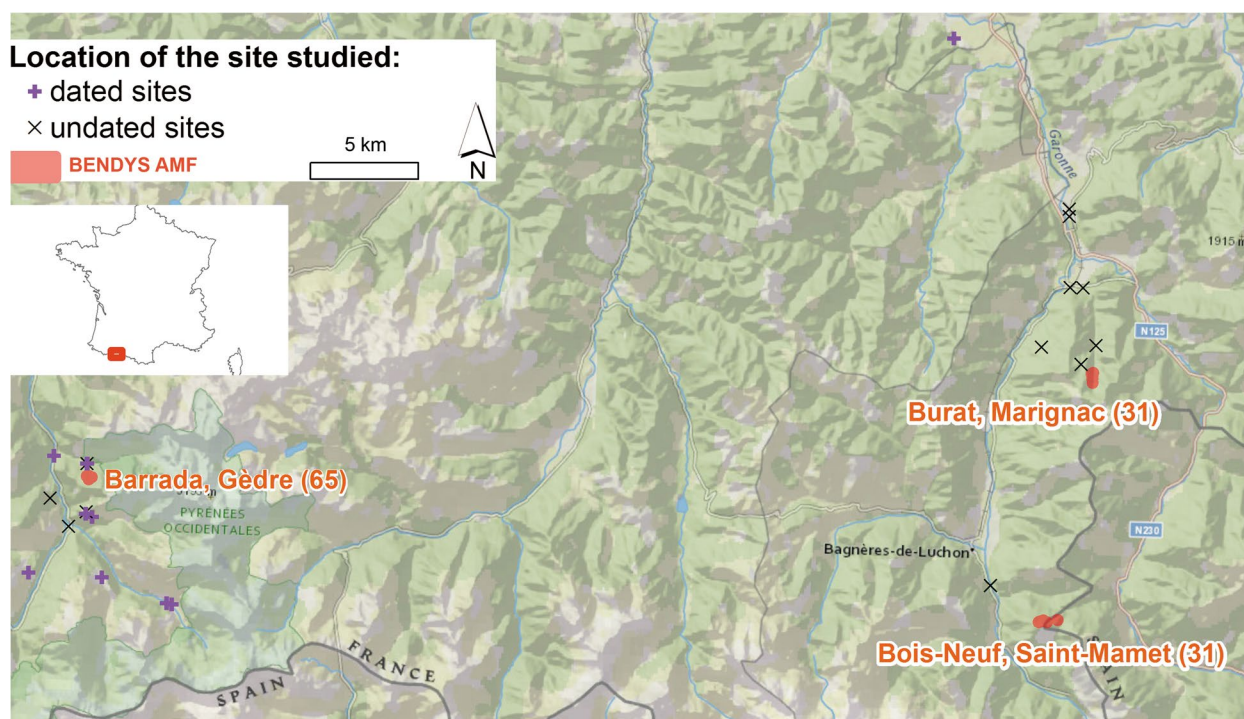 Location of the site studied:
dated sites
undated sites
BENDYS AMF
5 km
N
Garonne
1915 m
N125
Burat, Marignac (31)
Barrada, Gèdre (65)
PYRÉNÉES
OCCIDENTALES
N230
Bagnères-de-Luchon
Bois-Neuf, Saint-Mamet (31)
FRANCE
SPAIN